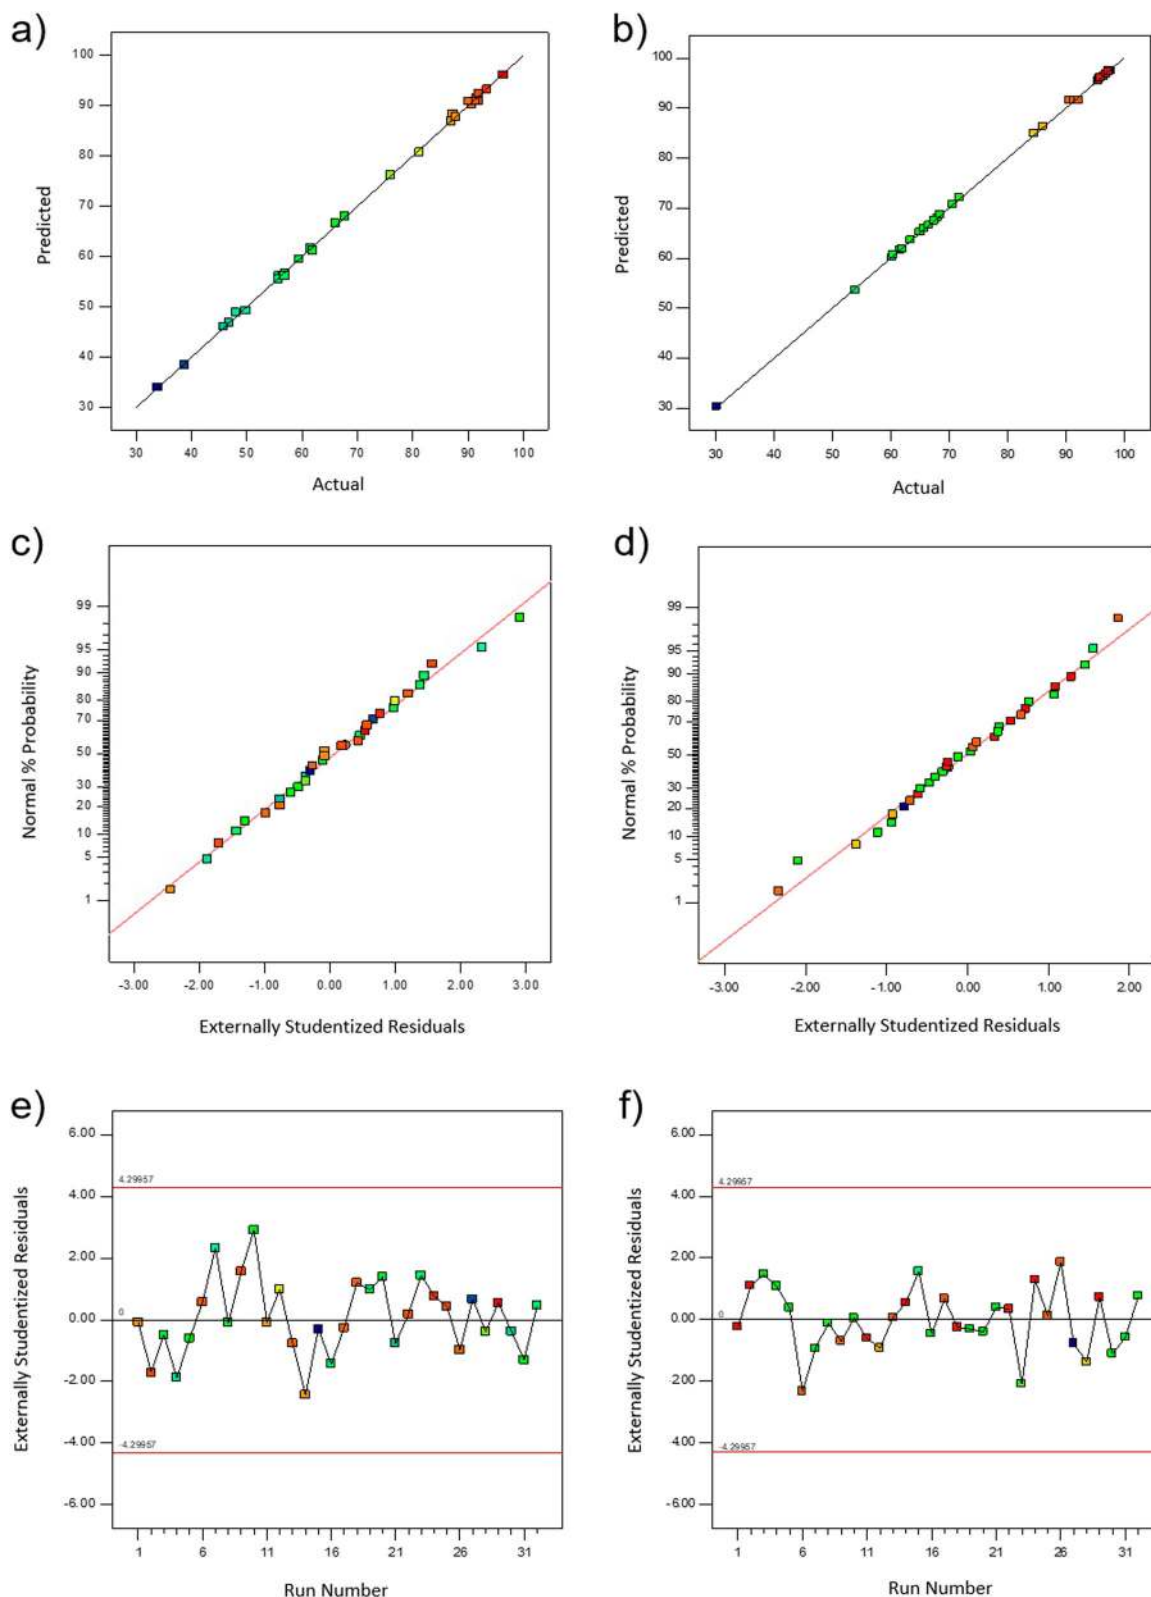 a)
100
90
80
70
60
50
40
30
Predicted
30 40 50 60 70 80 90 100
Actual
b)
100
90
80
70
60
50
40
30
Predicted
30 40 50 60 70 80 90 100
Actual
c)
99
95
90
80
70
50
30
20
10
5
1
Normal % Probability
-3.00 -2.00 -1.00 0.00 1.00 2.00 3.00
Externally Studentized Residuals
d)
99
95
90
80
70
50
30
20
10
5
1
Normal % Probability
-3.00 -2.00 -1.00 0.00 1.00 2.00
Externally Studentized Residuals
e)
6.00
4.29957
4.00
2.00
0
0.00
-2.00
-4.00
-4.29957
-6.00
Externally Studentized Residuals
1 6 11 16 21 26 31
Run Number
f)
6.00
4.29957
4.00
2.00
0
0.00
-2.00
-4.00
-4.29957
-6.00
Externally Studentized Residuals
1 6 11 16 21 26 31
Run Number